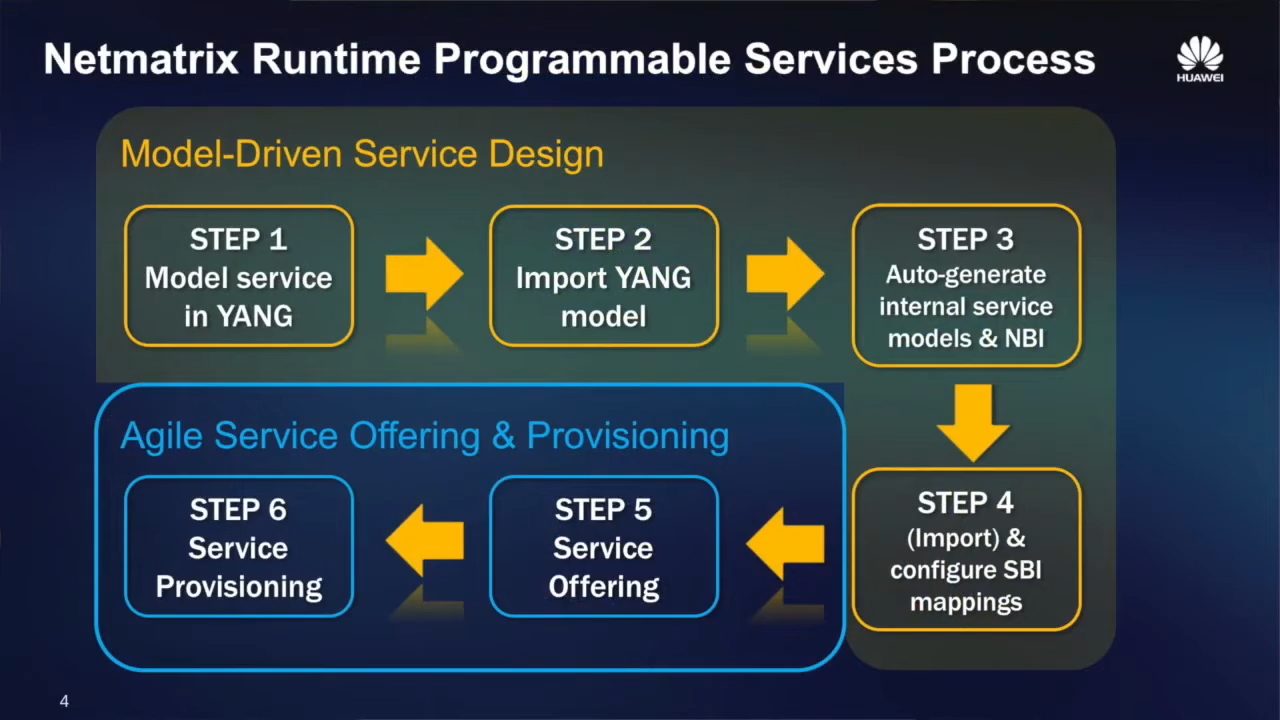 Netmatrix Runtime Programmable Services Process
HUAWEI
Model-Driven Service Design
STEP 1
Model service
in YANG
STEP 2
Import YANG
model
STEP 3
Auto-generate
internal service
models & NBI
STEP 4
(Import) &
configure SBI
mappings
Agile Service Offering & Provisioning
STEP 5
Service
Offering
STEP 6
Service
Provisioning
4